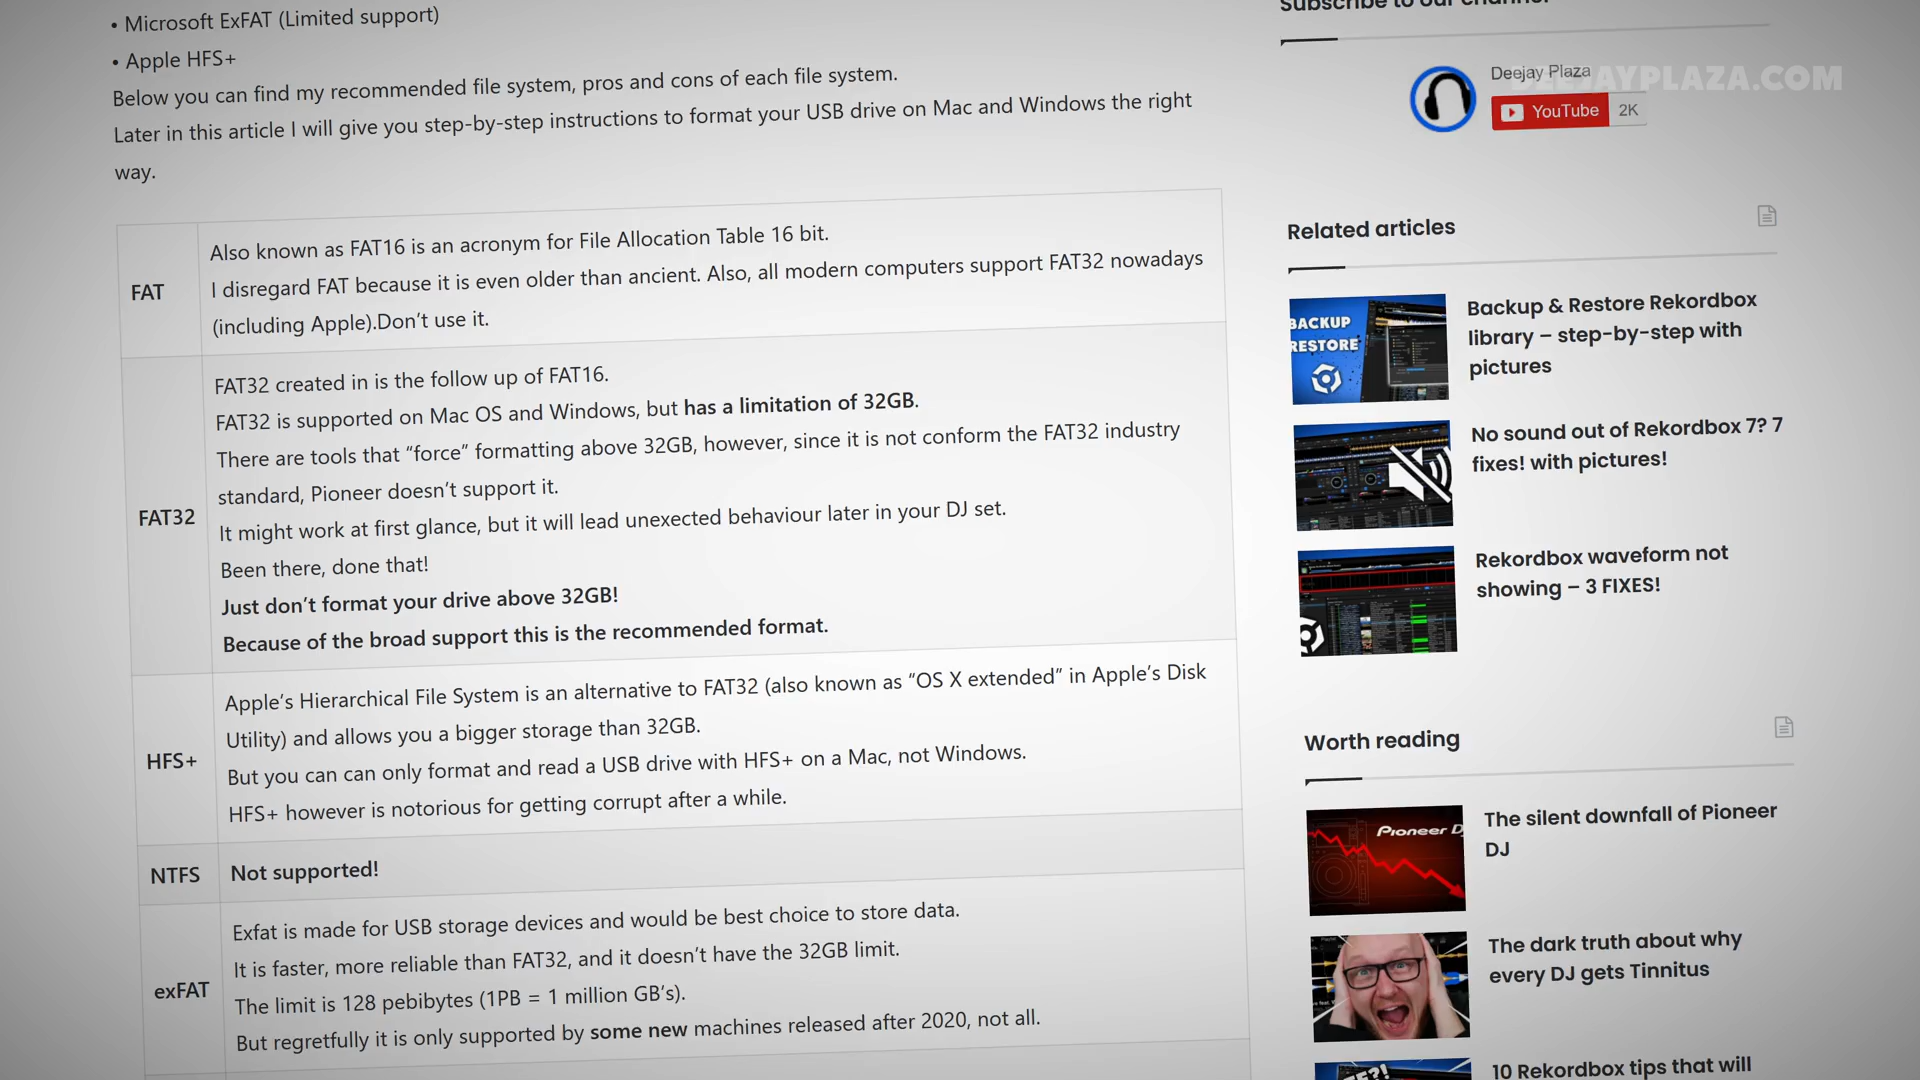 • Microsoft ExFAT (Limited support)
• Apple HFS+
Below you can find my recommended file system, pros and cons of each file system.
Later in this article I will give you step-by-step instructions to format your USB drive on Mac and Windows the right
way.
FAT
Also known as FAT16 is an acronym for File Allocation Table 16 bit.
I disregard FAT because it is even older than ancient. Also, all modern computers support FAT32 nowadays
(including Apple).Don't use it.
FAT32
FAT32 created in is the follow up of FAT16.
FAT32 is supported on Mac OS and Windows, but has a limitation of 32GB.
There are tools that “force” formatting above 32GB, however, since it is not conform the FAT32 industry
standard, Pioneer doesn't support it.
It might work at first glance, but it will lead unexected behaviour later in your DJ set.
Been there, done that!
Just don't format your drive above 32GB!
Because of the broad support this is the recommended format.
HFS+
Apple's Hierarchical File System is an alternative to FAT32 (also known as “OS X extended” in Apple's Disk
Utility) and allows you a bigger storage than 32GB.
But you can can only format and read a USB drive with HFS+ on a Mac, not Windows.
HFS+ however is notorious for getting corrupt after a while.
NTFS
Not supported!
exFAT
Exfat is made for USB storage devices and would be best choice to store data.
It is faster, more reliable than FAT32, and it doesn't have the 32GB limit.
The limit is 128 pebibytes (1PB = 1 million GB's).
But regretfully it is only supported by some new machines released after 2020, not all.
Subscribe to our channel
Deejay Plaza
DEEJAYPLAZA.COM
YouTube 2K
Related articles
BACKUP
RESTORE
Backup & Restore Rekordbox
library – step-by-step with
pictures
No sound out of Rekordbox 7? 7
fixes! with pictures!
Rekordbox waveform not
showing – 3 FIXES!
Worth reading
Pioneer DJ
The silent downfall of Pioneer
DJ
The dark truth about why
every DJ gets Tinnitus
10 Rekordbox tips that will